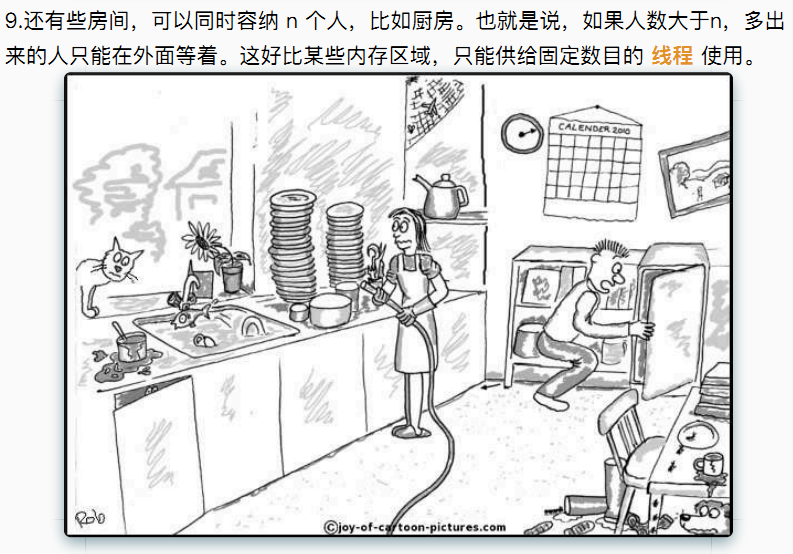 9.还有些房间，可以同时容纳 n 个人，比如厨房。也就是说，如果人数大于n，多出
来的人只能在外面等着。这好比某些内存区域，只能供给固定数目的 线程 使用。
CALENDER 2010
Rob
©joy-of-cartoon-pictures.com